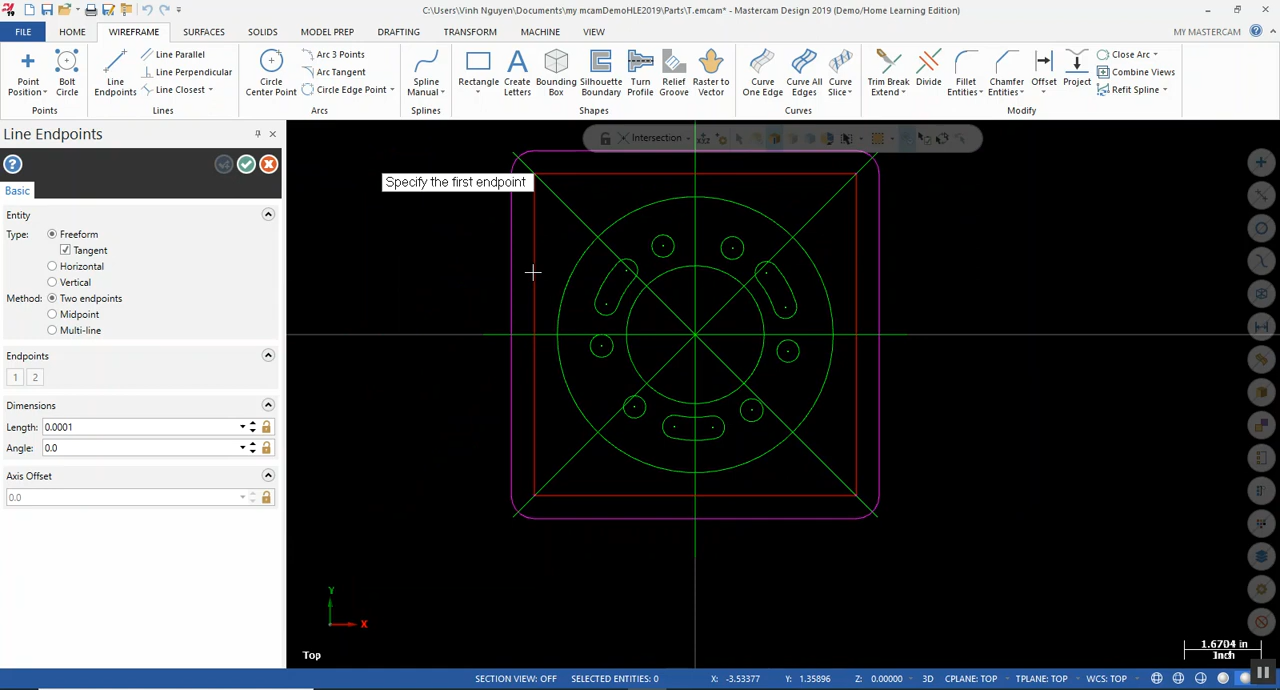 C:\Users\Vinh Nguyen\Documents\my mcamDemoHLE2019\Parts\T.emcam* - Mastercam Design 2019 (Demo/Home Learning Edition)
FILE HOME WIREFRAME SURFACES SOLIDS MODEL PREP DRAFTING TRANSFORM MACHINE VIEW MY MASTERCAM
Point Position
Bolt Circle
Points
Line Endpoints
Line Parallel
Line Perpendicular
Line Closest
Lines
Circle Center Point
Arc 3 Points
Arc Tangent
Circle Edge Point
Arcs
Spline Manual
Splines
Rectangle
Create Letters
Bounding Box
Silhouette Boundary
Turn Profile
Relief Groove
Raster to Vector
Shapes
Curve One Edge
Curve All Edges
Curve Slice
Curves
Trim Break Extend
Divide
Fillet Entities
Chamfer Entities
Offset
Project
Close Arc
Combine Views
Refit Spline
Modify
Line Endpoints
Basic
Entity
Type: Freeform
Tangent
Horizontal
Vertical
Method: Two endpoints
Midpoint
Multi-line
Endpoints
1 2
Dimensions
Length: 0.0001
Angle: 0.0
Axis Offset
0.0
Intersection
Specify the first endpoint
Y
X
Top
1.6704 in
Inch
SECTION VIEW: OFF SELECTED ENTITIES: 0 X: -3.53377 Y: 1.35896 Z: 0.00000 3D CPLANE: TOP TPLANE: TOP WCS: TOP